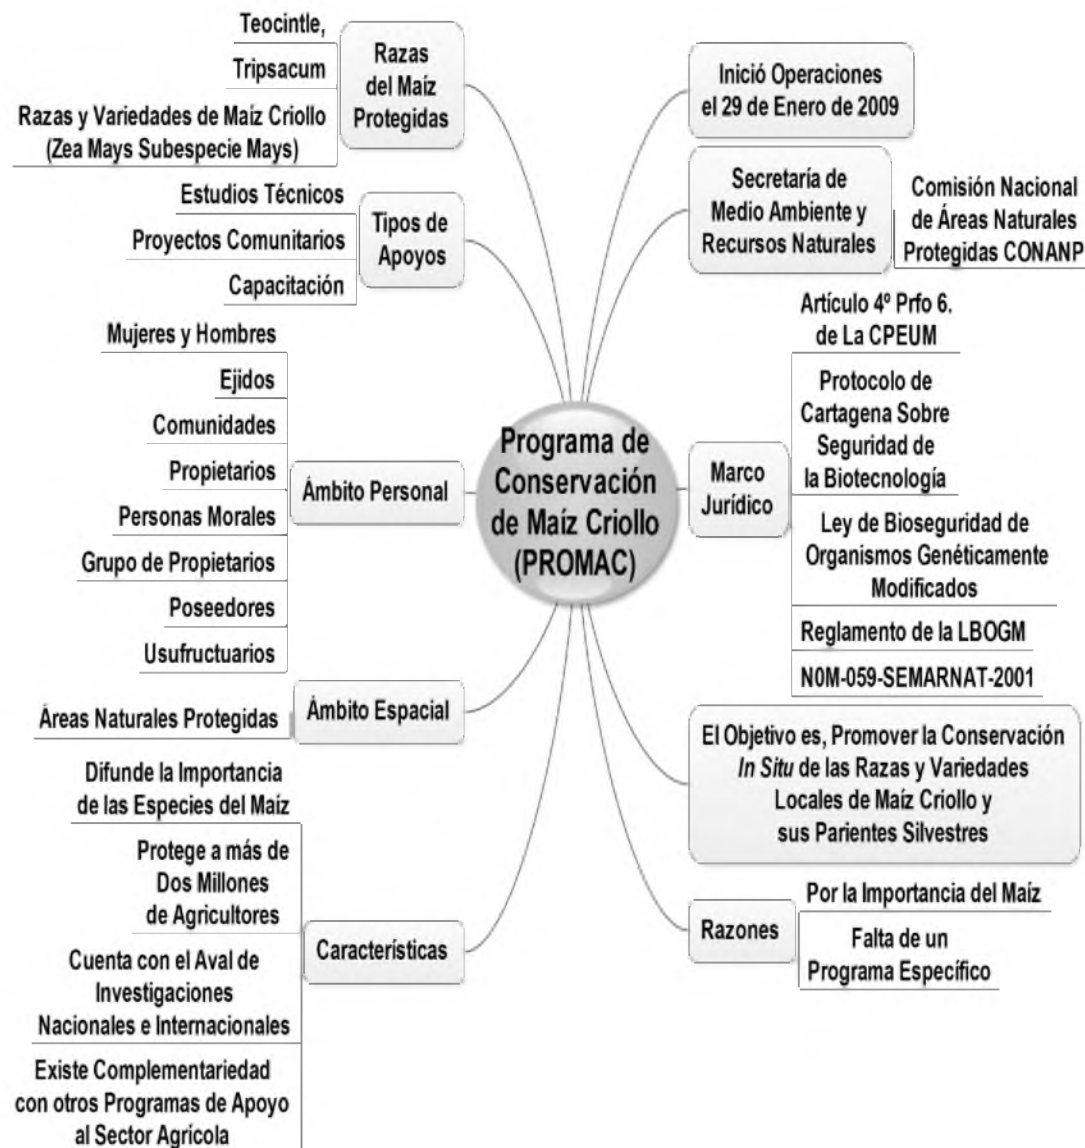 Teocintle,
Tripsacum
Razas y Variedades de Maíz Criollo
(Zea Mays Subespecie Mays)
Razas
del Maíz
Protegidas
Estudios Técnicos
Proyectos Comunitarios
Capacitación
Tipos de
Apoyos
Mujeres y Hombres
Ejidos
Comunidades
Propietarios
Personas Morales
Grupo de Propietarios
Poseedores
Usufructuarios
Ámbito Personal
Áreas Naturales Protegidas
Ámbito Espacial
Difunde la Importancia
de las Especies del Maíz
Protege a más de
Dos Millones
de Agricultores
Cuenta con el Aval de
Investigaciones
Nacionales e Internacionales
Existe Complementariedad
con otros Programas de Apoyo
al Sector Agrícola
Características
Programa de
Conservación
de Maíz Criollo
(PROMAC)
Inició Operaciones
el 29 de Enero de 2009
Secretaría de
Medio Ambiente y
Recursos Naturales
Comisión Nacional
de Áreas Naturales
Protegidas CONANP
Marco
Jurídico
Artículo 4º Prfo 6.
de La CPEUM
Protocolo de
Cartagena Sobre
Seguridad de
la Biotecnología
Ley de Bioseguridad de
Organismos Genéticamente
Modificados
Reglamento de la LBOGM
N0M-059-SEMARNAT-2001
El Objetivo es, Promover la Conservación
In Situ de las Razas y Variedades
Locales de Maíz Criollo y
sus Parientes Silvestres
Razones
Por la Importancia del Maíz
Falta de un
Programa Específico